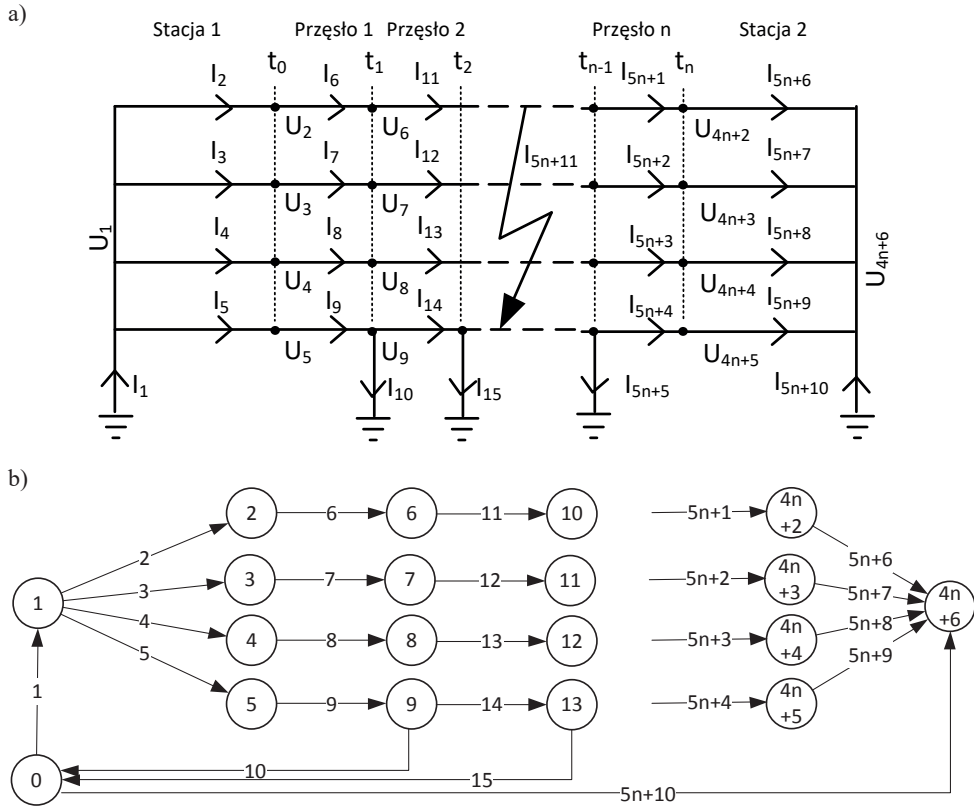 a)
Stacja 1 Przęsło 1 Przęsło 2 Przęsło n Stacja 2
t0 t1 t2 tn-1 tn
I2 I6 I11 I5n+1 I5n+6
U2 U6 U4n+2
I3 I7 I12 I5n+11 I5n+2 I5n+7
U3 U7 U4n+3
U1 I4 I8 I13 I5n+3 I5n+8 U4n+6
U4 U8 U4n+4
I5 I9 I14 I5n+4 I5n+9
U5 U9 U4n+5
I1 I10 I15 I5n+5 I5n+10
b)
2 6 6 11 10 5n+1 4n
+2
2 5n+6
3 3 7 7 12 11 5n+2 4n
+3 5n+7
1 4n
+6
4 4 8 8 13 12 5n+3 4n
+4 5n+8
5 5n+9
5 9 9 14 13 5n+4 4n
+5
1
10
0 15
5n+10